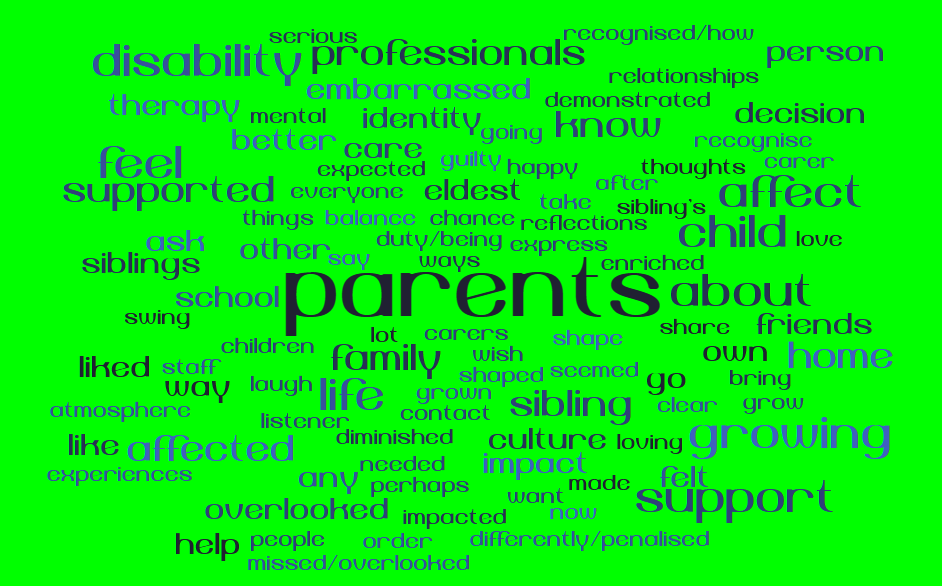 serious recognised/how
disability professionals person
relationships
therapy embarrassed demonstrated
mental identity going know decision
better care recognise
feel expected guilty happy thoughts carer
supported everyone eldest take after sibling's affect
things balance chance reflections
ask other duty/being express child love
siblings say ways enriched
school parents about
swing lot carers shape share friends
children family wish own home
liked staff shaped seemed
way laugh life grown go bring
atmosphere contact sibling clear grow
listener
like affected diminished culture loving growing
experiences any needed impact
perhaps made felt
overlooked want support
impacted now
help people order differently/penalised
missed/overlooked